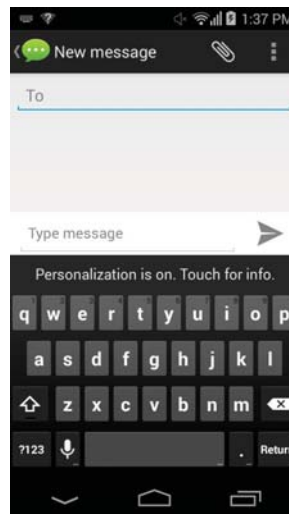 1:37 PM
New message
To
Type message
Personalization is on. Touch for info.
q w e r t y u i o p
a s d f g h j k l
z x c v b n m
?123 . Return